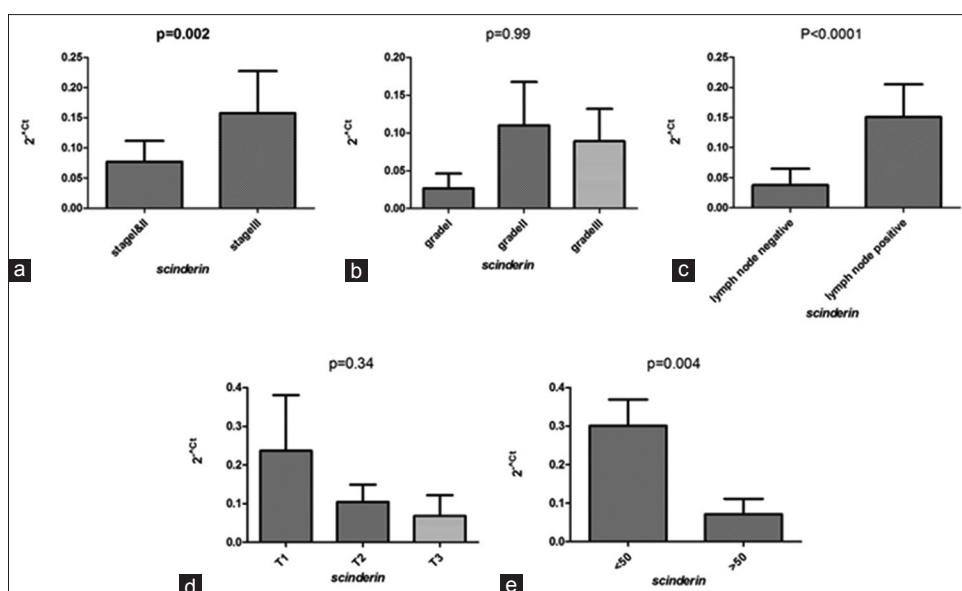 p=0.002
0.25
0.20
0.15
0.10
0.05
0.00
2-^Ct
stageI&II
stageIII
scinderin
a
p=0.99
0.20
0.15
0.10
0.05
0.00
2-^Ct
gradeI
gradeII
gradeIII
scinderin
b
P<0.0001
0.25
0.20
0.15
0.10
0.05
0.00
2-^Ct
lymph node negative
lymph node positive
scinderin
c
p=0.34
0.4
0.3
0.2
0.1
0.0
2-^Ct
T1
T2
T3
scinderin
d
p=0.004
0.4
0.3
0.2
0.1
0.0
2-^Ct
<50
>50
scinderin
e